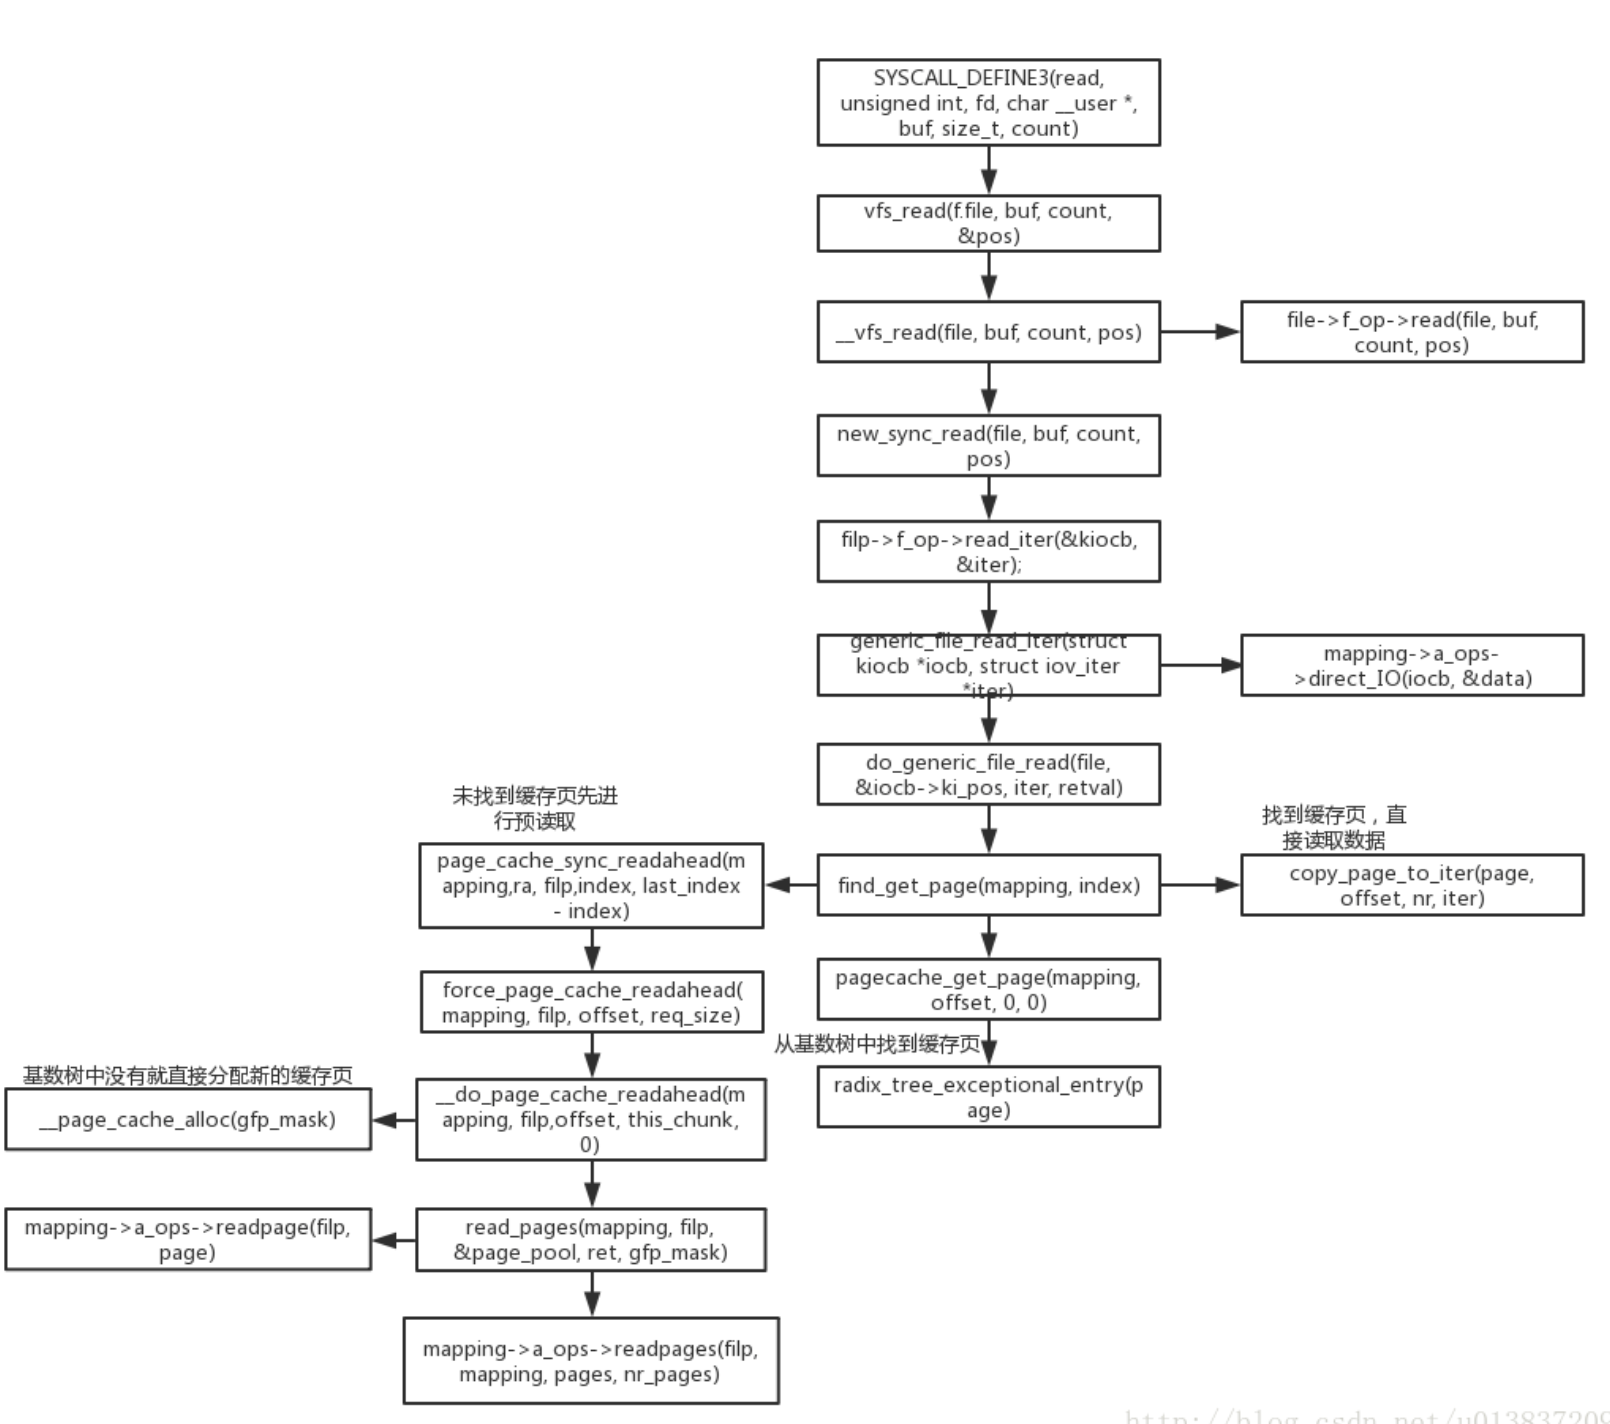 SYSCALL_DEFINE3(read,
unsigned int, fd, char __user *,
buf, size_t, count)
vfs_read(f.file, buf, count,
&pos)
__vfs_read(file, buf, count, pos)
file->f_op->read(file, buf,
count, pos)
new_sync_read(file, buf, count,
pos)
filp->f_op->read_iter(&kiocb,
&iter);
generic_file_read_iter(struct
kiocb *iocb, struct iov_iter
*iter)
mapping->a_ops-
>direct_IO(iocb, &data)
do_generic_file_read(file,
&iocb->ki_pos, iter, retval)
未找到缓存页先进
行预读取
找到缓存页，直
接读取数据
page_cache_sync_readahead(m
apping,ra, filp,index, last_index
- index)
find_get_page(mapping, index)
copy_page_to_iter(page,
offset, nr, iter)
force_page_cache_readahead(
mapping, filp, offset, req_size)
pagecache_get_page(mapping,
offset, 0, 0)
从基数树中找到缓存页
radix_tree_exceptional_entry(p
age)
基数树中没有就直接分配新的缓存页
__page_cache_alloc(gfp_mask)
__do_page_cache_readahead(m
apping, filp,offset, this_chunk,
0)
mapping->a_ops->readpage(filp,
page)
read_pages(mapping, filp,
&page_pool, ret, gfp_mask)
mapping->a_ops->readpages(filp,
mapping, pages, nr_pages)
http://blog.csdn.net/u013837209